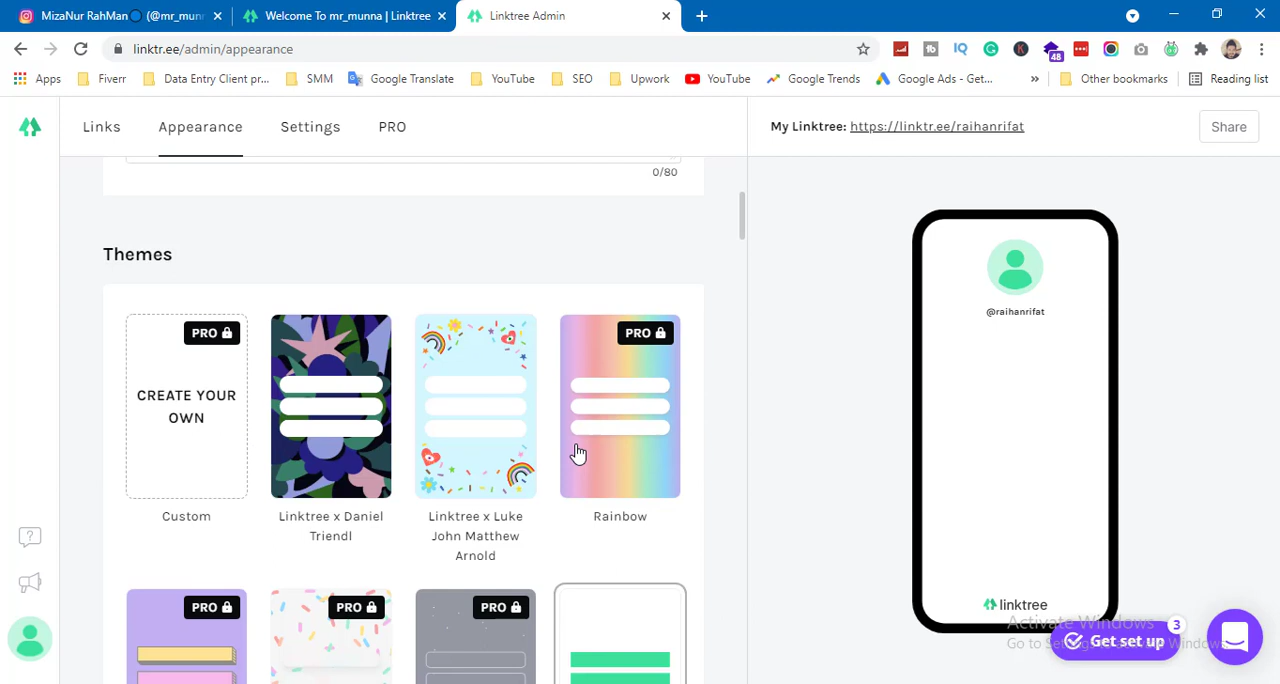 MizaNur RahMan (@mr_mun
Welcome To mr_munna | Linktree
Linktree Admin
linktr.ee/admin/appearance
IQ
48
Apps
Fiverr
Data Entry Client pr...
SMM
Google Translate
YouTube
SEO
Upwork
YouTube
Google Trends
Google Ads - Get...
»
Other bookmarks
Reading list
Links
Appearance
Settings
PRO
My Linktree: https://linktr.ee/raihanrifat
Share
0/80
Themes
PRO
PRO
CREATE YOUR
OWN
Custom
Linktree x Daniel
Triendl
Linktree x Luke
John Matthew
Arnold
Rainbow
PRO
PRO
PRO
@raihanrifat
linktree
Activate Windows
Go to Settings to activate Windows.
Get set up
3